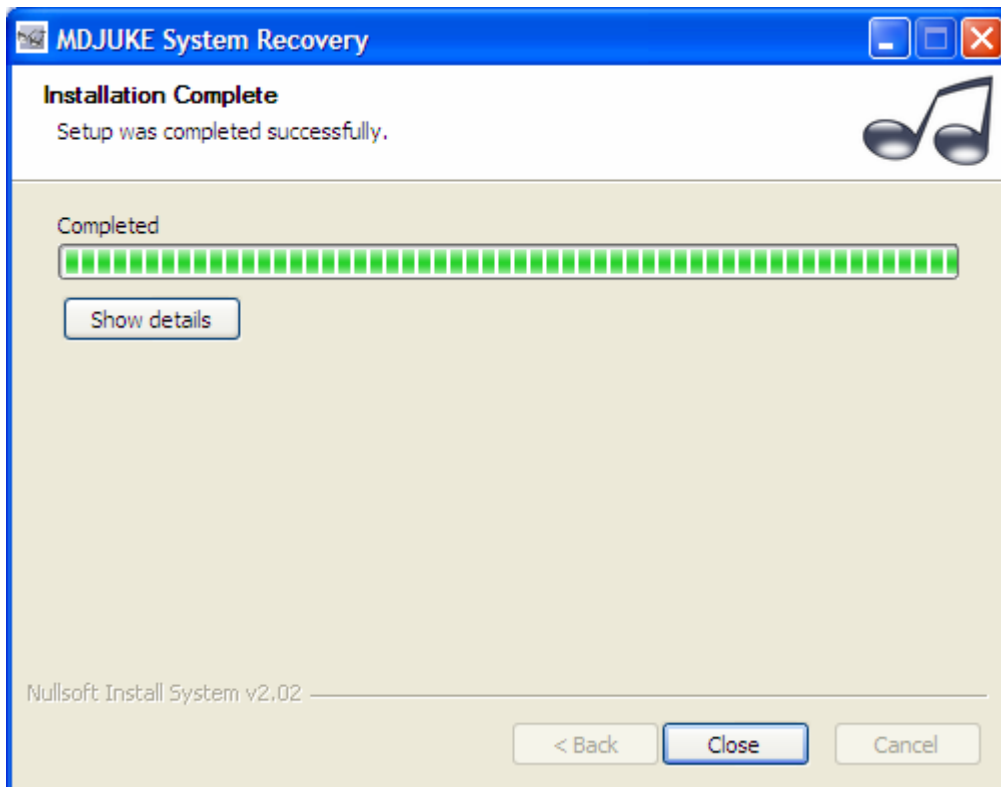 MDJUKE System Recovery
Installation Complete
Setup was completed successfully.
Completed
Show details
Nullsoft Install System v2.02
< Back
Close
Cancel